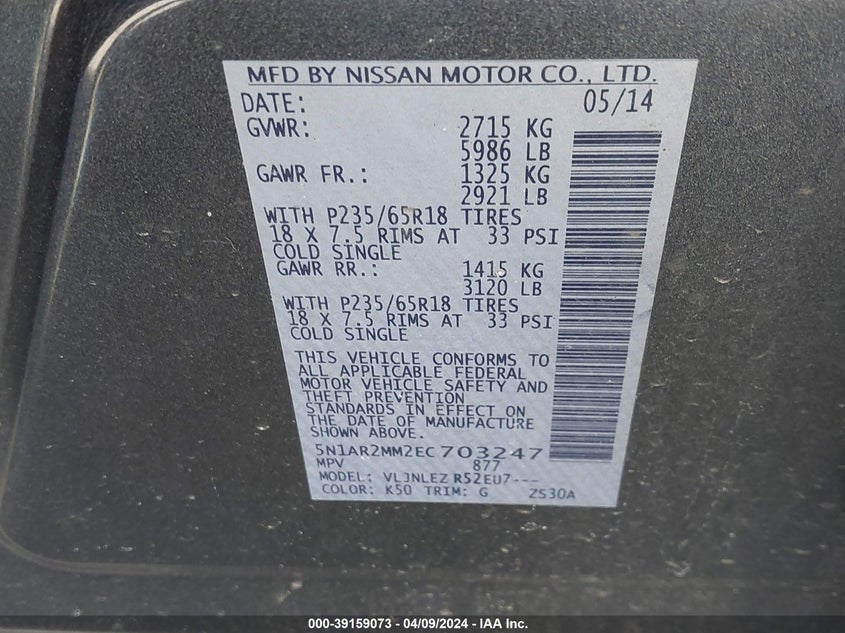 MFD BY NISSAN MOTOR CO., LTD.
DATE: 05/14
GVWR: 2715 KG
5986 LB
GAWR FR.: 1325 KG
2921 LB
WITH P235/65R18 TIRES
18 X 7.5 RIMS AT 33 PSI
COLD SINGLE
GAWR RR.: 1415 KG
3120 LB
WITH P235/65R18 TIRES
18 X 7.5 RIMS AT 33 PSI
COLD SINGLE
THIS VEHICLE CONFORMS TO
ALL APPLICABLE FEDERAL
MOTOR VEHICLE SAFETY AND
THEFT PREVENTION
STANDARDS IN EFFECT ON
THE DATE OF MANUFACTURE
SHOWN ABOVE.
5N1AR2MM2EC703247
MPV 877
MODEL: VLJNLEZ R52EU7---
COLOR: K50 TRIM: G ZS30A
000-39159073 - 04/09/2024 - IAA Inc.